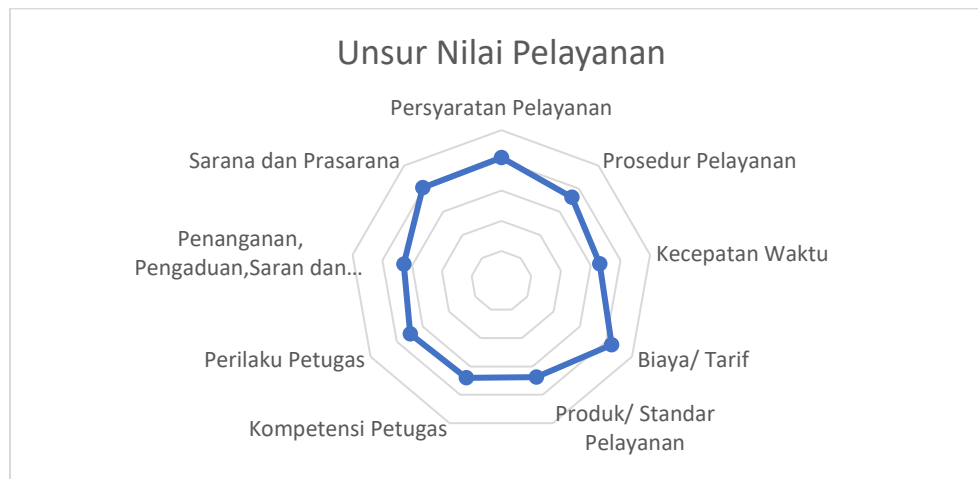 Unsur Nilai Pelayanan
Persyaratan Pelayanan
Sarana dan Prasarana
Prosedur Pelayanan
Penanganan,
Pengaduan,Saran dan...
Kecepatan Waktu
Perilaku Petugas
Biaya/ Tarif
Kompetensi Petugas
Produk/ Standar
Pelayanan